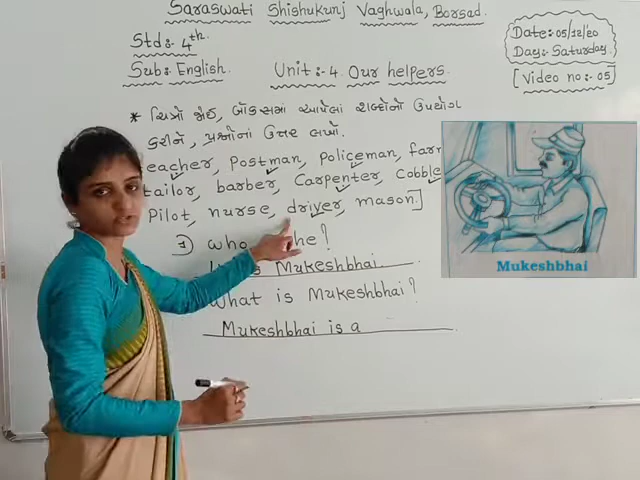 Saraswati Shishukunj Vaghwala, Borsad.
Std:- 4th.
Sub:- English.
Unit:- 4 Our helpers.
Date:- 05/12/20
Day:- Saturday.
[Video no:- 05]
* ચિત્રો જોઈ, બોક્સમાં આપેલાં શબ્દોનો ઉપયોગ
કરીને, પ્રશ્નોનાં ઉત્તર લખો.
teacher, postman, policeman,
tailor, barber, Carpenter,
Pilot, nurse, driver, mason.]
who he?
Mukeshbhai
What is Mukeshbhai?
Mukeshbhai is a
Mukeshbhai